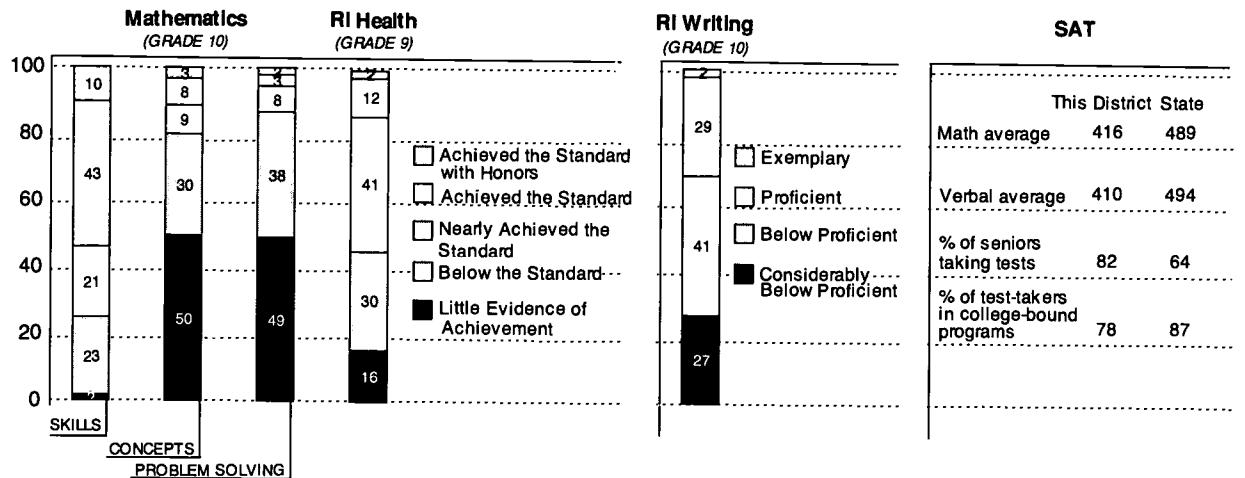 Mathematics
(GRADE 10)
RI Health
(GRADE 9)
RI Writing
(GRADE 10)
SAT
100
80
60
40
20
0
10
43
21
23
3
8
9
30
50
3
8
38
49
2
12
41
30
16
SKILLS
CONCEPTS
PROBLEM SOLVING
Achieved the Standard
with Honors
Achieved the Standard
Nearly Achieved the
Standard
Below the Standard
Little Evidence of
Achievement
2
29
41
27
Exemplary
Proficient
Below Proficient
Considerably
Below Proficient
This District State
Math average 416 489
Verbal average 410 494
% of seniors
taking tests 82 64
% of test-takers
in college-bound
programs 78 87